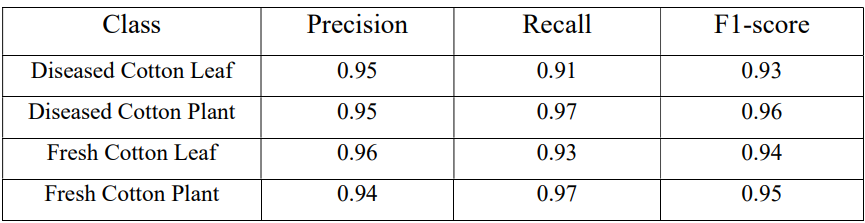 Class Precision Recall F1-score
Diseased Cotton Leaf 0.95 0.91 0.93
Diseased Cotton Plant 0.95 0.97 0.96
Fresh Cotton Leaf 0.96 0.93 0.94
Fresh Cotton Plant 0.94 0.97 0.95